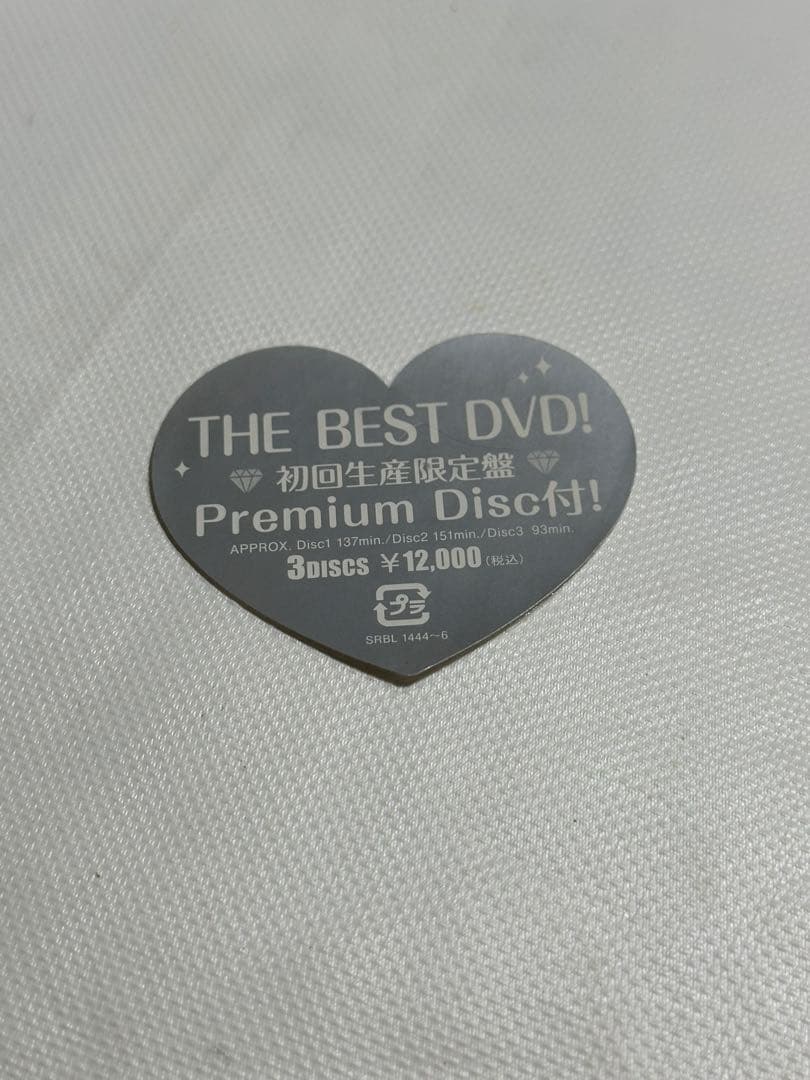 THE BEST DVD!
初回生産限定盤
Premium Disc付!
APPROX. Disc1 137min./Disc2 151min./Disc3 93min.
3DISCS ¥12,000(税込)
プラ
SRBL 1444〜6